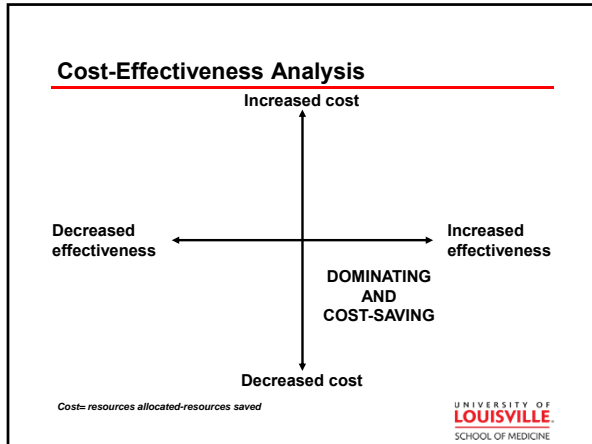 Cost-Effectiveness Analysis
Increased cost
Decreased
effectiveness
Increased
effectiveness
DOMINATING
AND
COST-SAVING
Decreased cost
Cost= resources allocated-resources saved
UNIVERSITY OF
LOUISVILLE.
SCHOOL OF MEDICINE